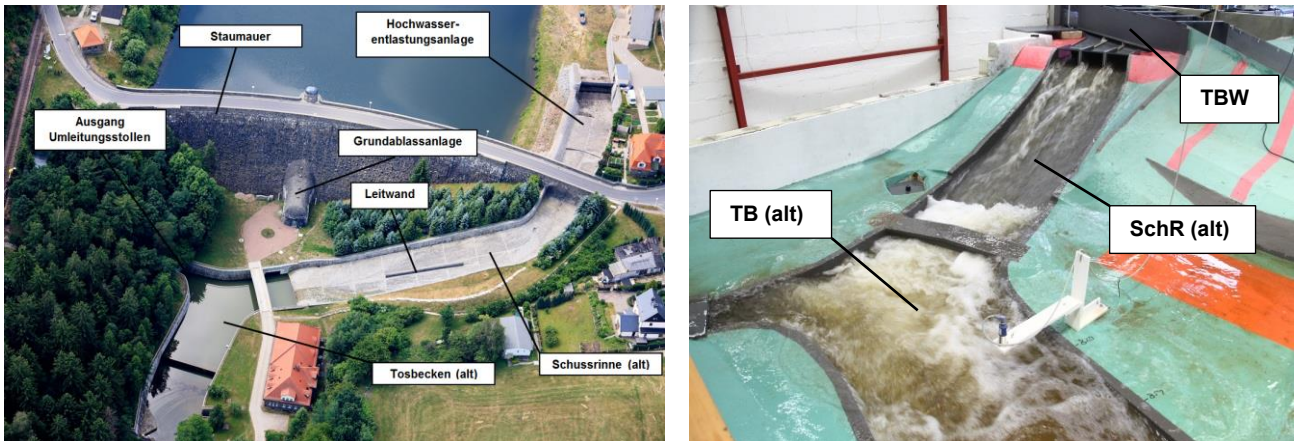 Staumauer
Hochwasser-
entlastungsanlage
Ausgang
Umleitungsstollen
Grundablassanlage
Leitwand
Tosbecken (alt)
Schussrinne (alt)
TBW
TB (alt)
SchR (alt)